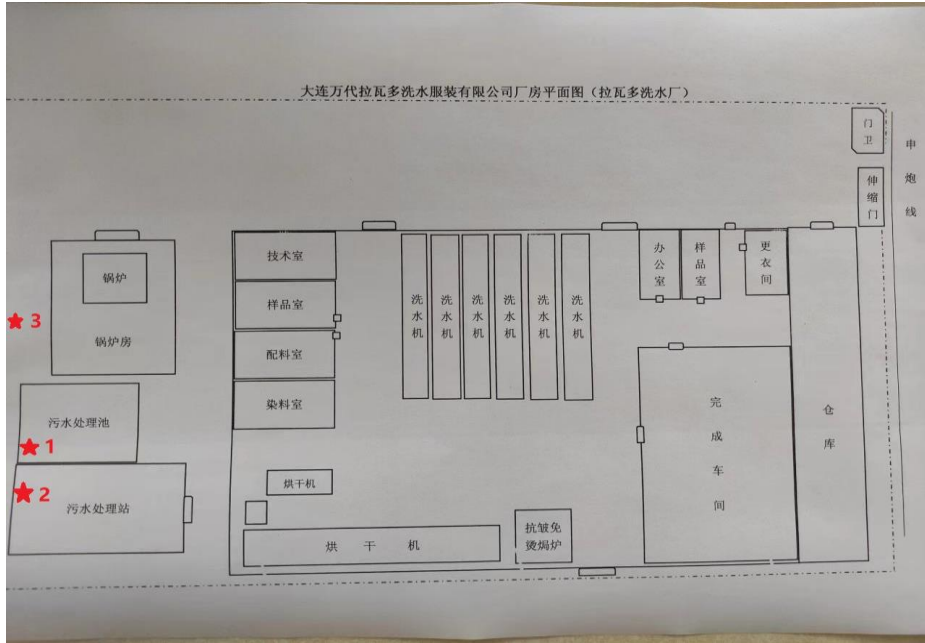 大连万代拉瓦多洗水服装有限公司厂房平面图（拉瓦多洗水厂）
门卫
申炮线
伸缩门
技术室
样品室
配料室
染料室
洗水机
洗水机
洗水机
洗水机
洗水机
洗水机
办公室
样品室
更衣间
锅炉
锅炉房
3
污水处理池
1
2
污水处理站
完成车间
仓库
烘干机
烘干机
抗皱免
烫焗炉